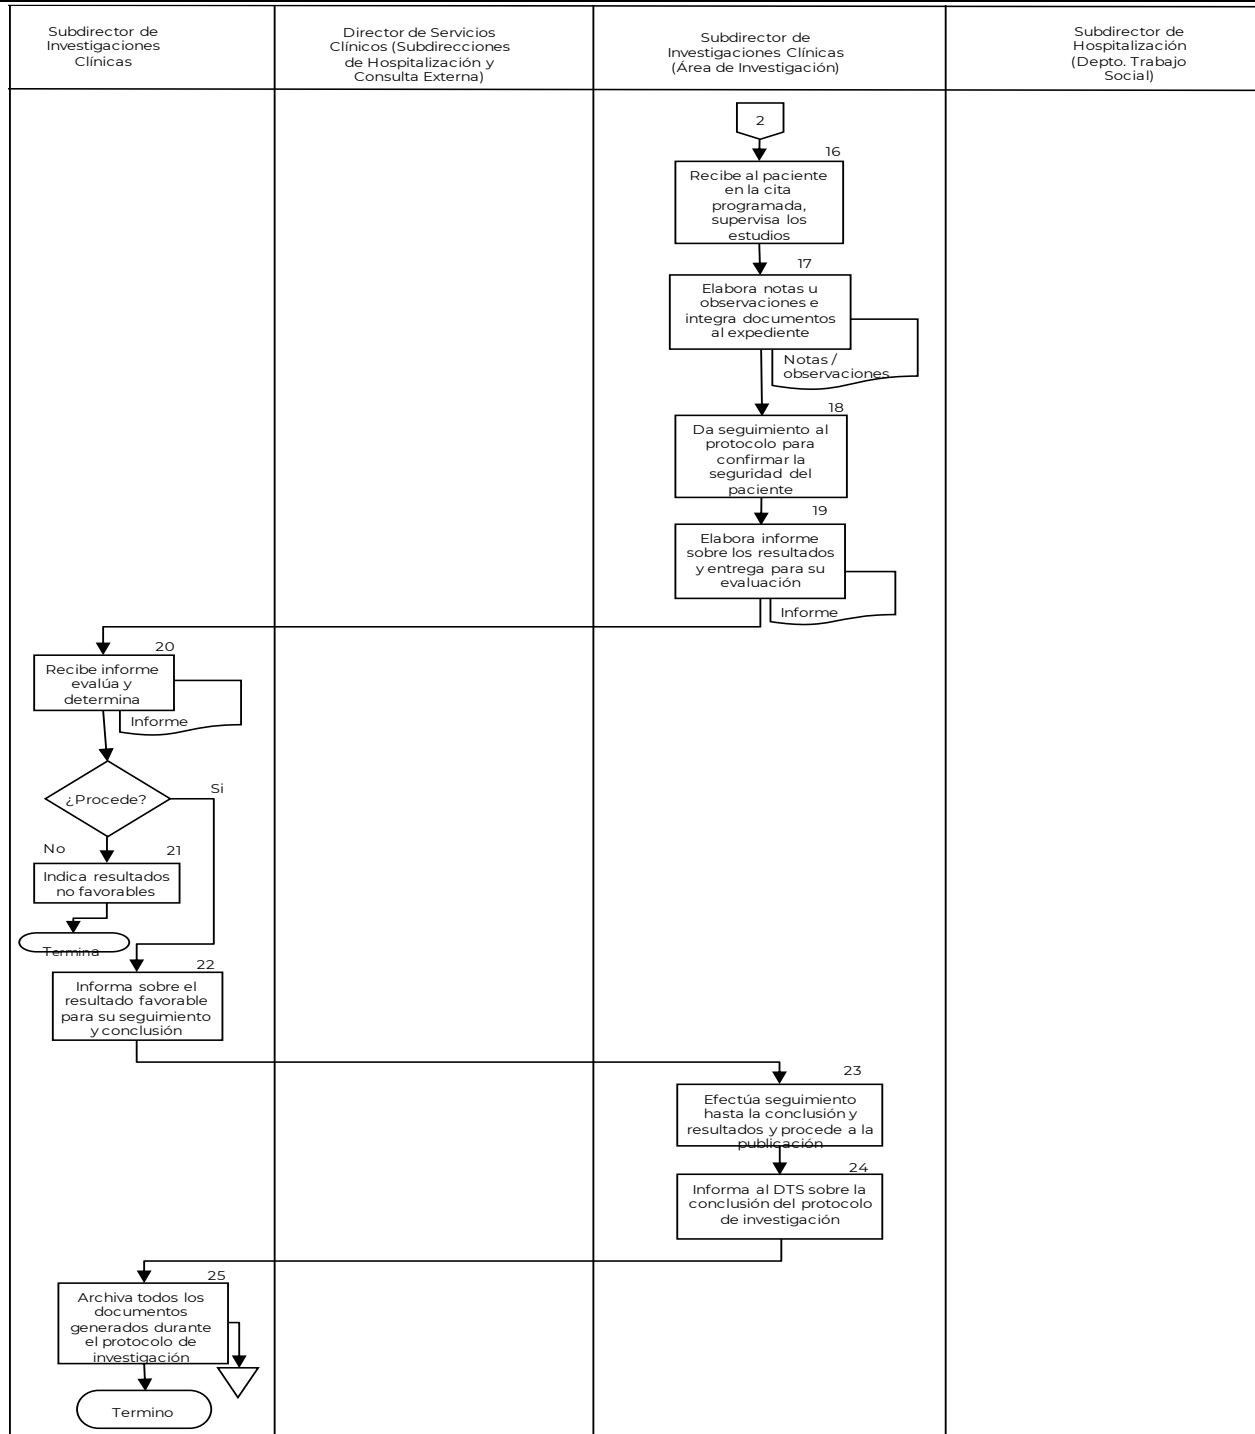 Subdirector de
Investigaciones
Clínicas
Director de Servicios
Clínicos (Subdirecciones
de Hospitalización y
Consulta Externa)
Subdirector de
Investigaciones Clínicas
(Área de Investigación)
Subdirector de
Hospitalización
(Depto. Trabajo
Social)
2
16
Recibe al paciente
en la cita
programada,
supervisa los
estudios
17
Elabora notas u
observaciones e
integra documentos
al expediente
Notas /
observaciones
18
Da seguimiento al
protocolo para
confirmar la
seguridad del
paciente
19
Elabora informe
sobre los resultados
y entrega para su
evaluación
Informe
20
Recibe informe
evalúa y
determina
Informe
¿Procede?
Si
No
21
Indica resultados
no favorables
Termina
22
Informa sobre el
resultado favorable
para su seguimiento
y conclusión
23
Efectúa seguimiento
hasta la conclusión y
resultados y procede a la
publicación
24
Informa al DTS sobre la
conclusión del protocolo
de investigación
25
Archiva todos los
documentos
generados durante
el protocolo de
investigación
Termino